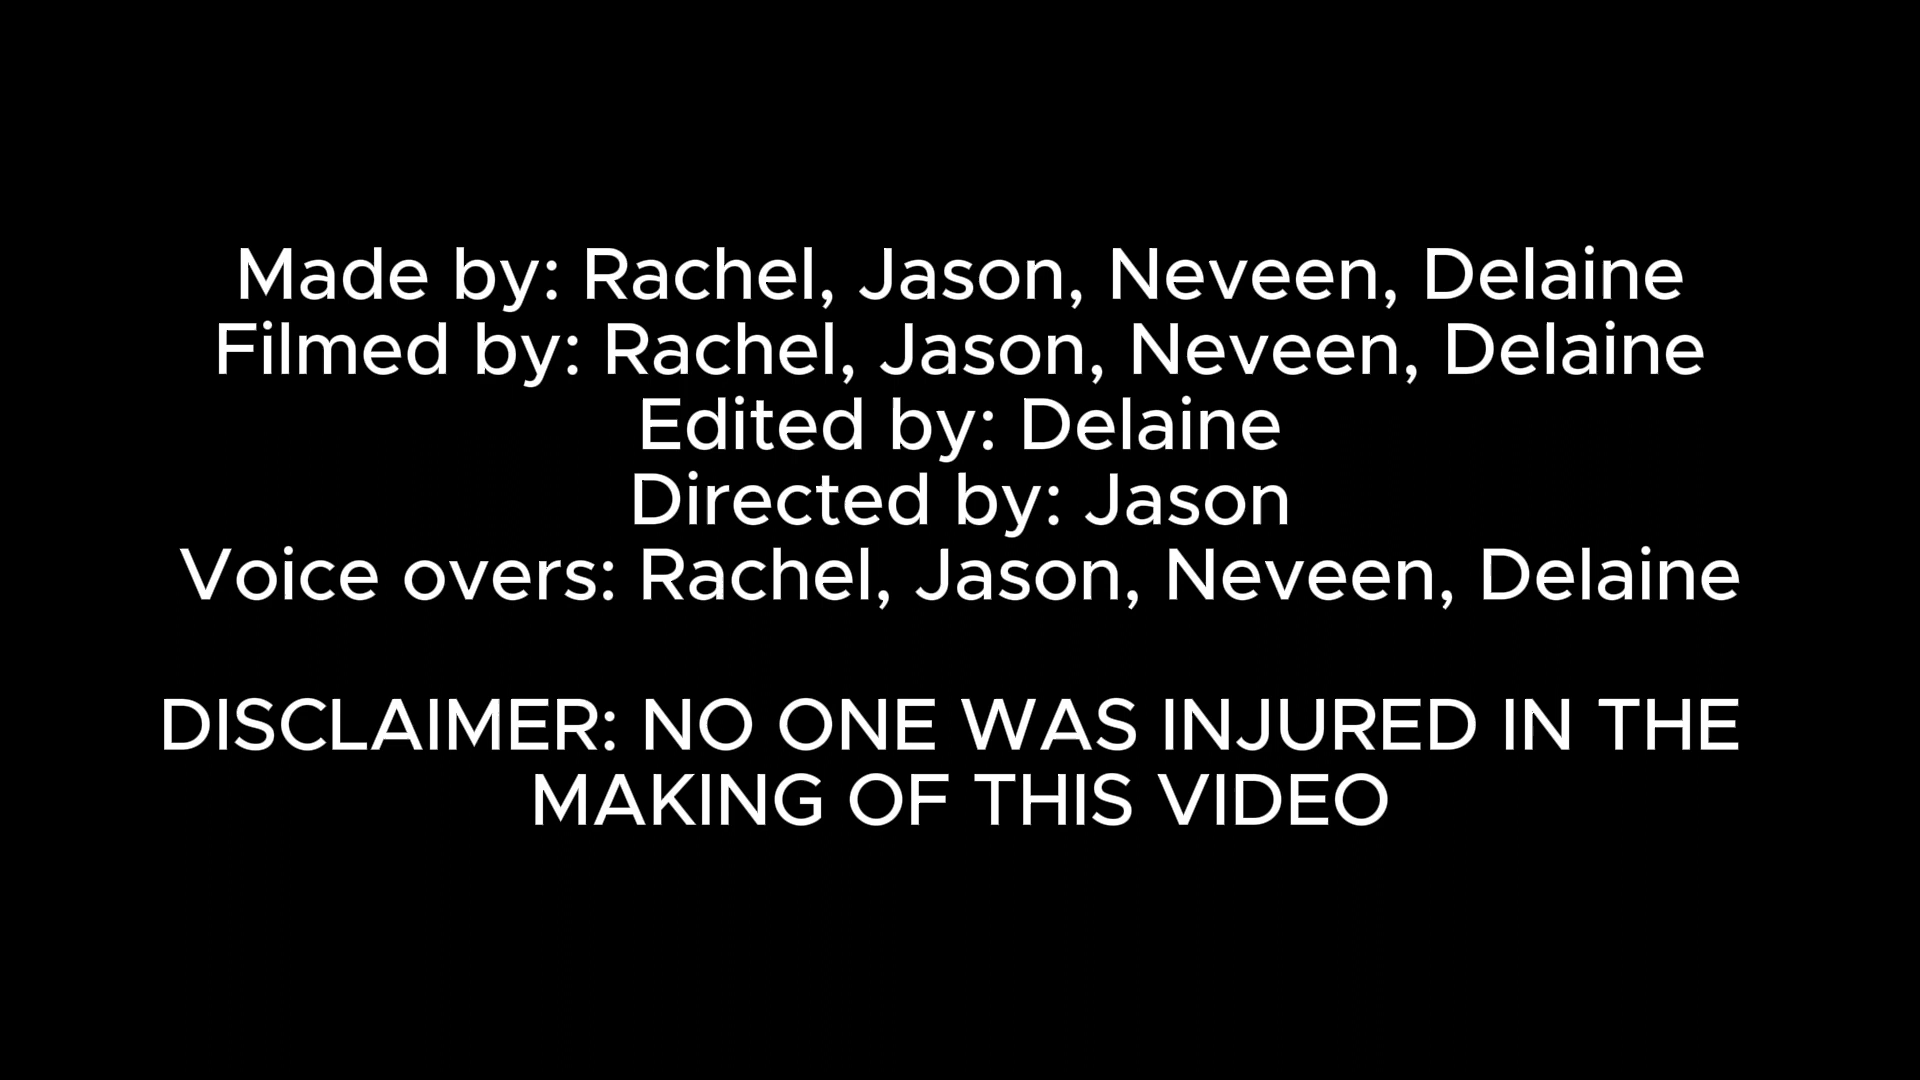 Made by: Rachel, Jason, Neveen, Delaine
Filmed by: Rachel, Jason, Neveen, Delaine
Edited by: Delaine
Directed by: Jason
Voice overs: Rachel, Jason, Neveen, Delaine
DISCLAIMER: NO ONE WAS INJURED IN THE
MAKING OF THIS VIDEO